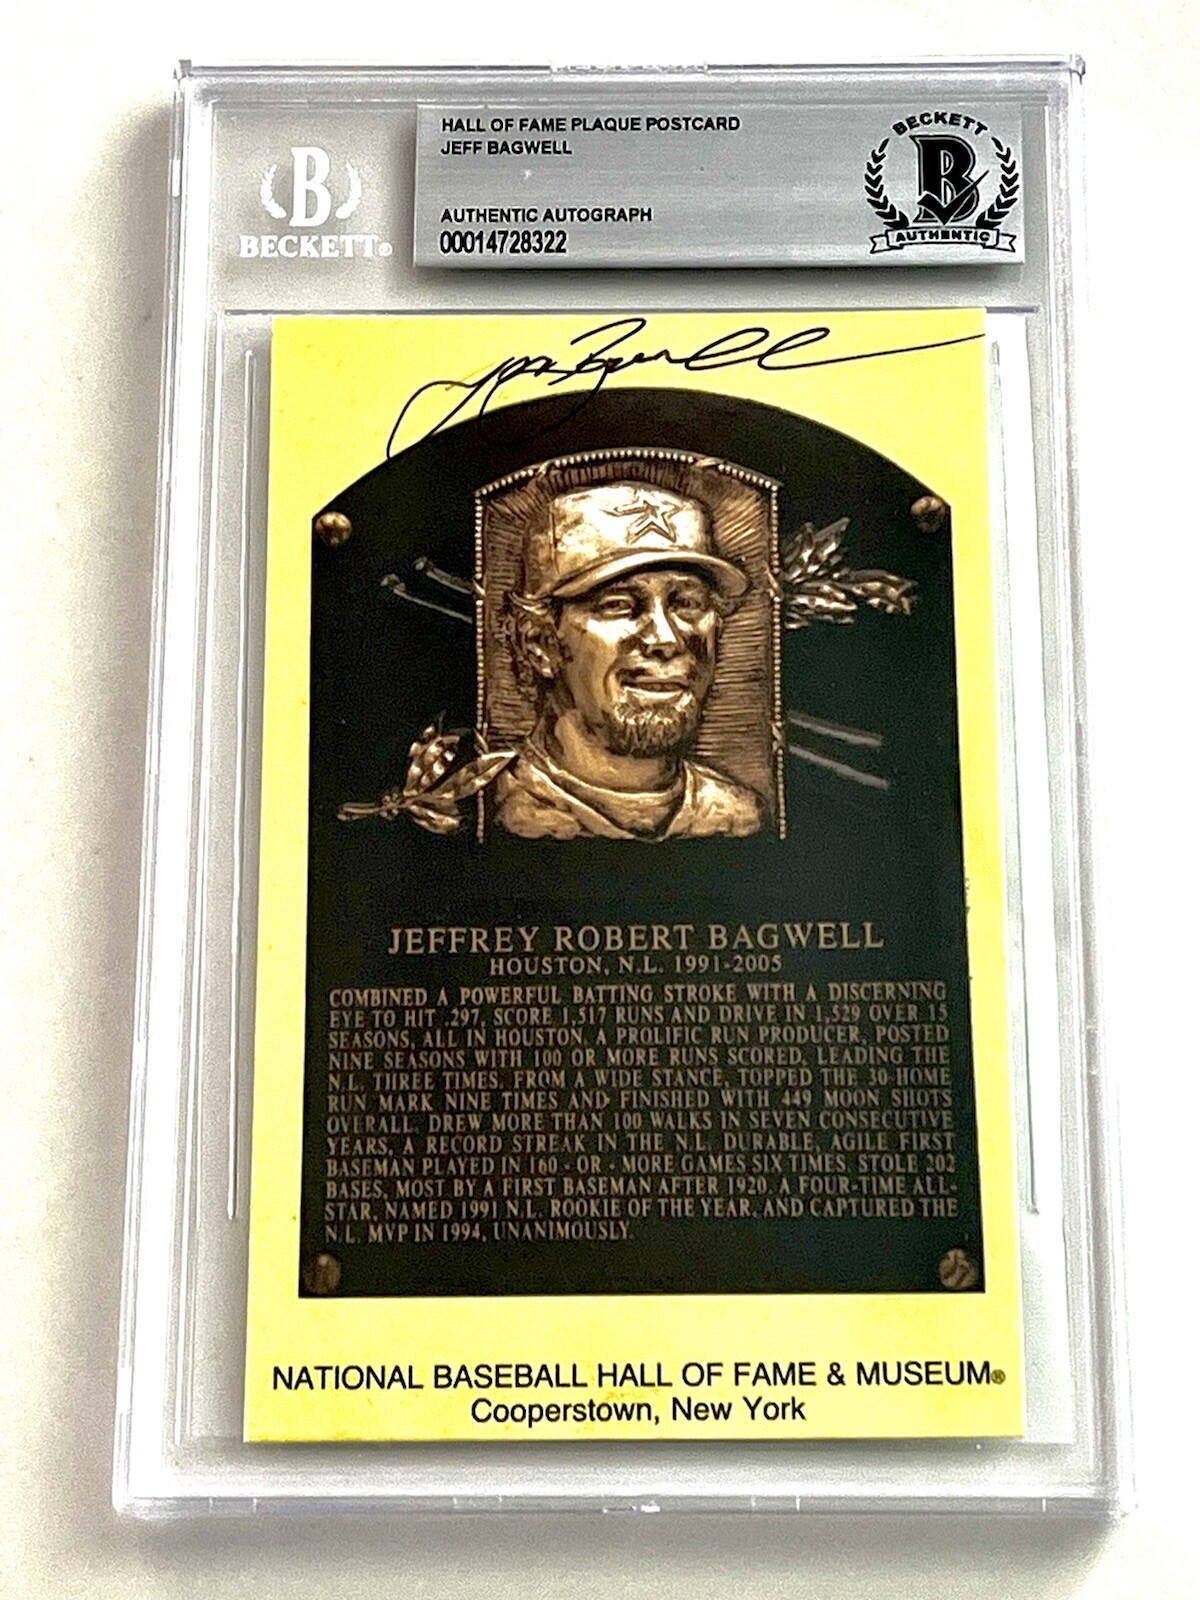 HALL OF FAME PLAQUE POSTCARD
JEFF BAGWELL
AUTHENTIC AUTOGRAPH
00014728322
B
BECKETT®
BECKETT
B
AUTHENTIC
Jeff Bagwell
JEFFREY ROBERT BAGWELL
HOUSTON, N.L. 1991-2005
COMBINED A POWERFUL BATTING STROKE WITH A DISCERNING
EYE TO HIT .297, SCORE 1,517 RUNS AND DRIVE IN 1,529 OVER 15
SEASONS, ALL IN HOUSTON. A PROLIFIC RUN PRODUCER, POSTED
NINE SEASONS WITH 100 OR MORE RUNS SCORED, LEADING THE
N.L. THREE TIMES. FROM A WIDE STANCE, TOPPED THE 30-HOME
RUN MARK NINE TIMES AND FINISHED WITH 449 MOON SHOTS
OVERALL. DREW MORE THAN 100 WALKS IN SEVEN CONSECUTIVE
YEARS, A RECORD STREAK IN THE N.L. DURABLE, AGILE FIRST
BASEMAN PLAYED IN 160-OR-MORE GAMES SIX TIMES. STOLE 202
BASES, MOST BY A FIRST BASEMAN AFTER 1920. A FOUR-TIME ALL-
STAR, NAMED 1991 N.L. ROOKIE OF THE YEAR, AND CAPTURED THE
N.L. MVP IN 1994, UNANIMOUSLY.
NATIONAL BASEBALL HALL OF FAME & MUSEUM®
Cooperstown, New York